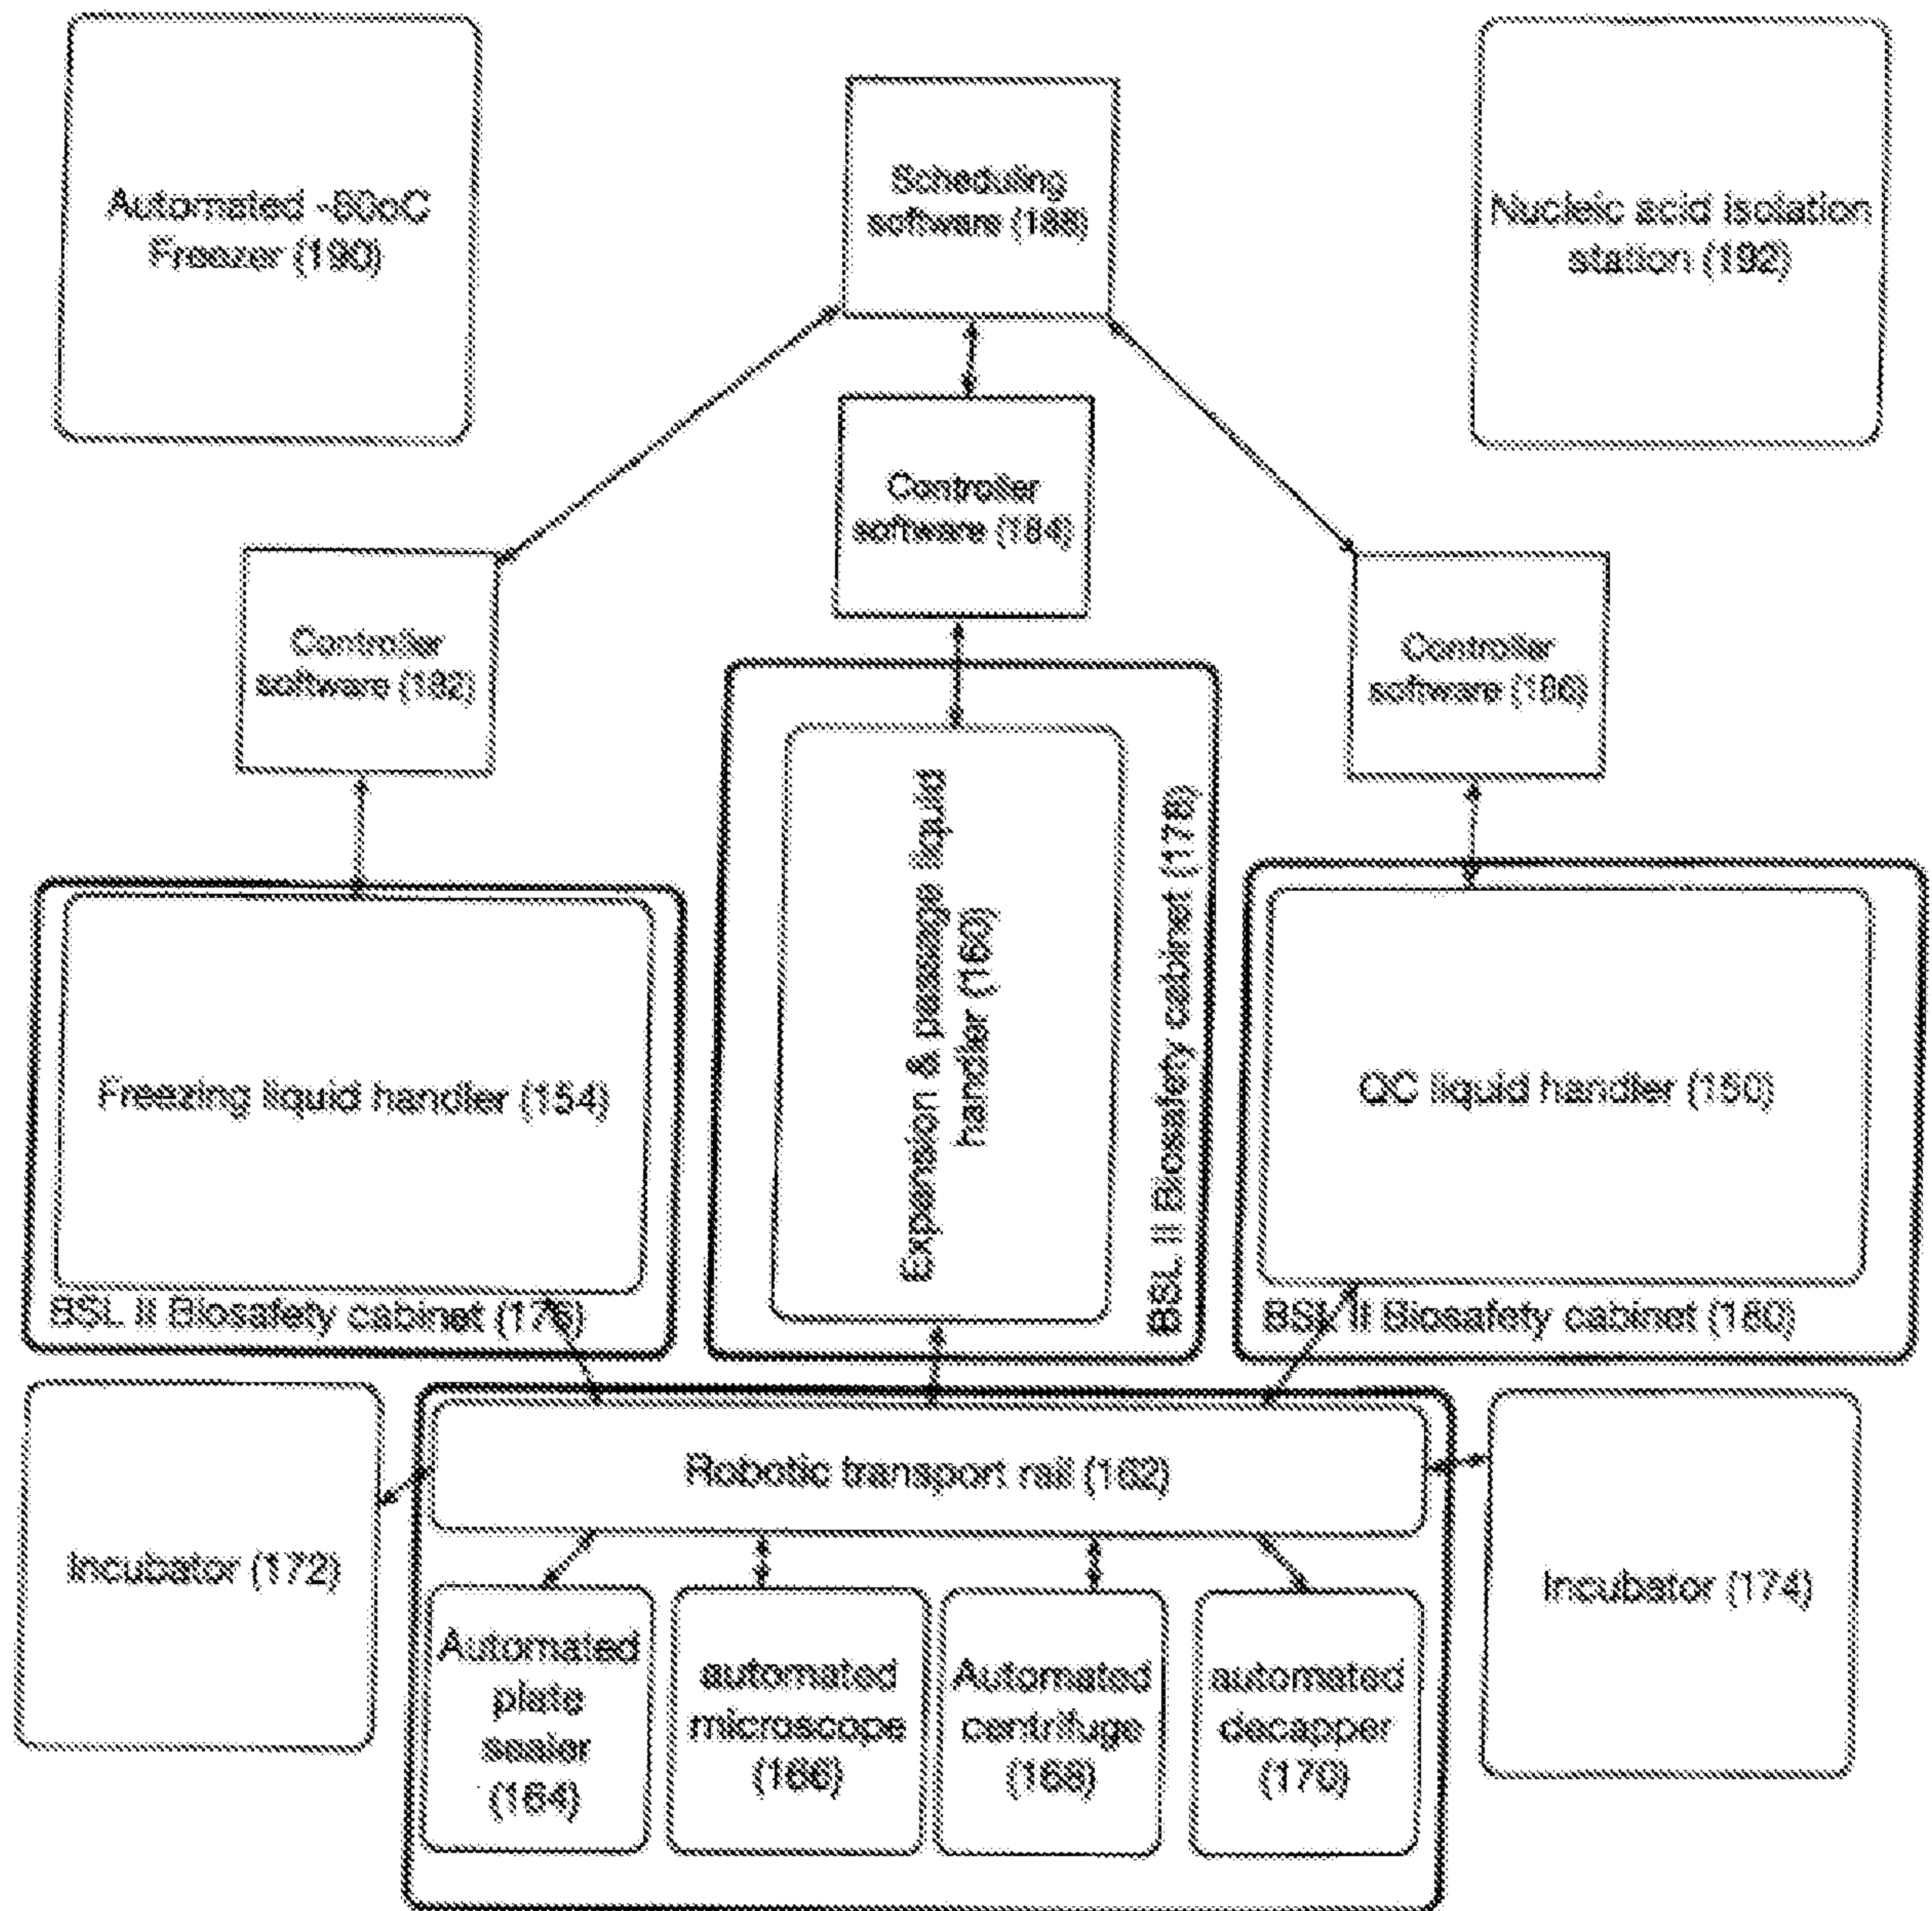 Automated -80oC
Freezer (190)
Scheduling
software (188)
Nucleic acid isolation
station (192)
Controller
software (184)
Controller
software (182)
Controller
software (186)
Expansion & passage liquid
handler (160)
BSL II Biosafety cabinet (178)
Freezing liquid handler (154)
BSL II Biosafety cabinet (176)
QC liquid handler (150)
BSL II Biosafety cabinet (180)
Robotic transport rail (162)
Incubator (172)
Incubator (174)
Automated
plate
sealer
(164)
automated
microscope
(166)
Automated
centrifuge
(168)
automated
decapper
(170)